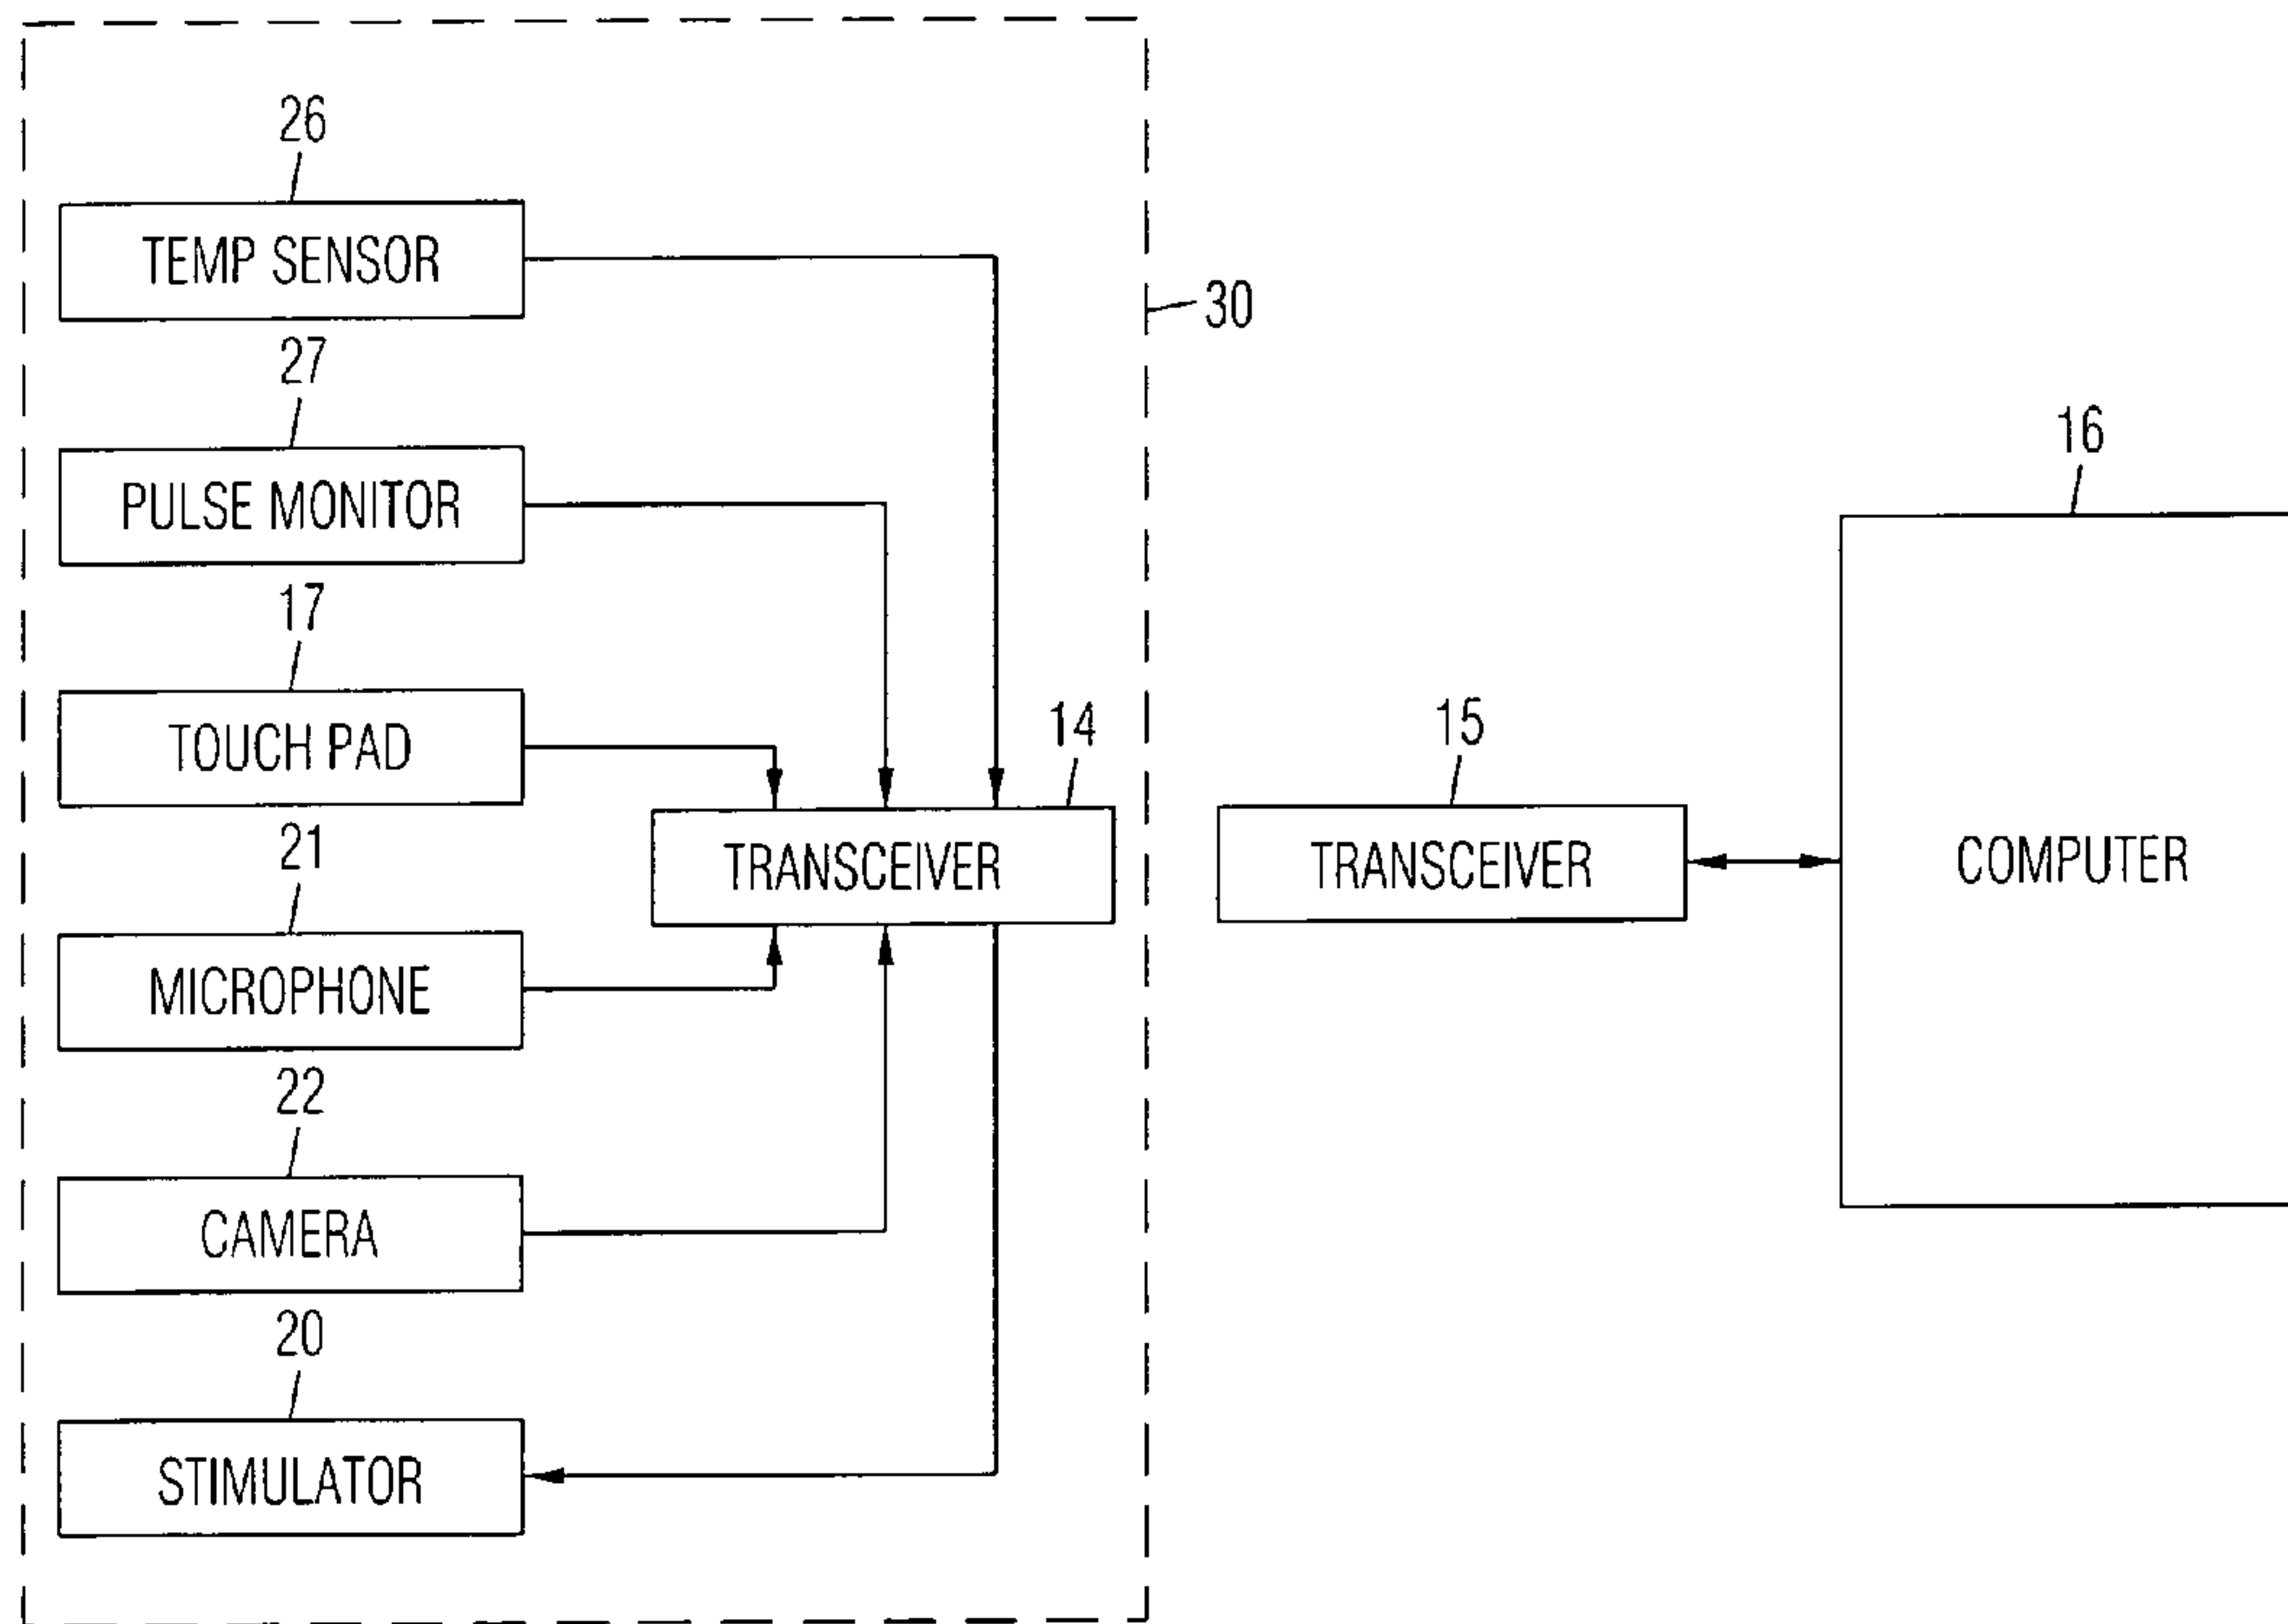 26
TEMP SENSOR
30
27
PULSE MONITOR
17
TOUCH PAD
14
TRANSCEIVER
21
MICROPHONE
22
CAMERA
20
STIMULATOR
15
TRANSCEIVER
16
COMPUTER